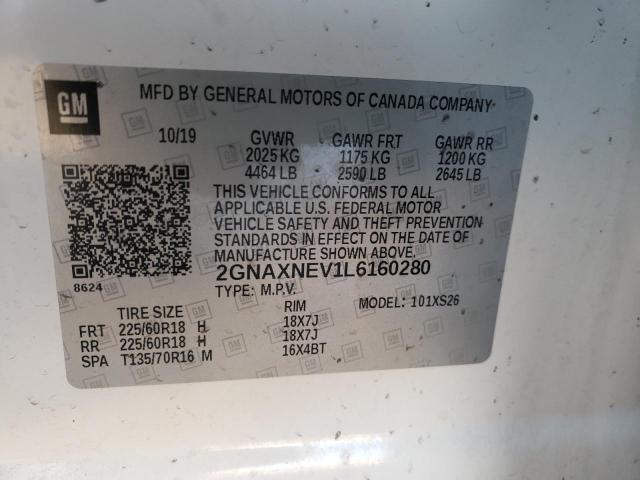 GM
MFD BY GENERAL MOTORS OF CANADA COMPANY
10/19 GVWR GAWR FRT GAWR RR
2025 KG 1175 KG 1200 KG
4464 LB 2590 LB 2645 LB
THIS VEHICLE CONFORMS TO ALL
APPLICABLE U.S. FEDERAL MOTOR
VEHICLE SAFETY AND THEFT PREVENTION
STANDARDS IN EFFECT ON THE DATE OF
MANUFACTURE SHOWN ABOVE.
8624 2GNAXNEV1L6160280
TYPE: M.P.V. MODEL: 101XS26
TIRE SIZE RIM
FRT 225/60R18 H 18X7J
RR 225/60R18 H 18X7J
SPA T135/70R16 M 16X4BT